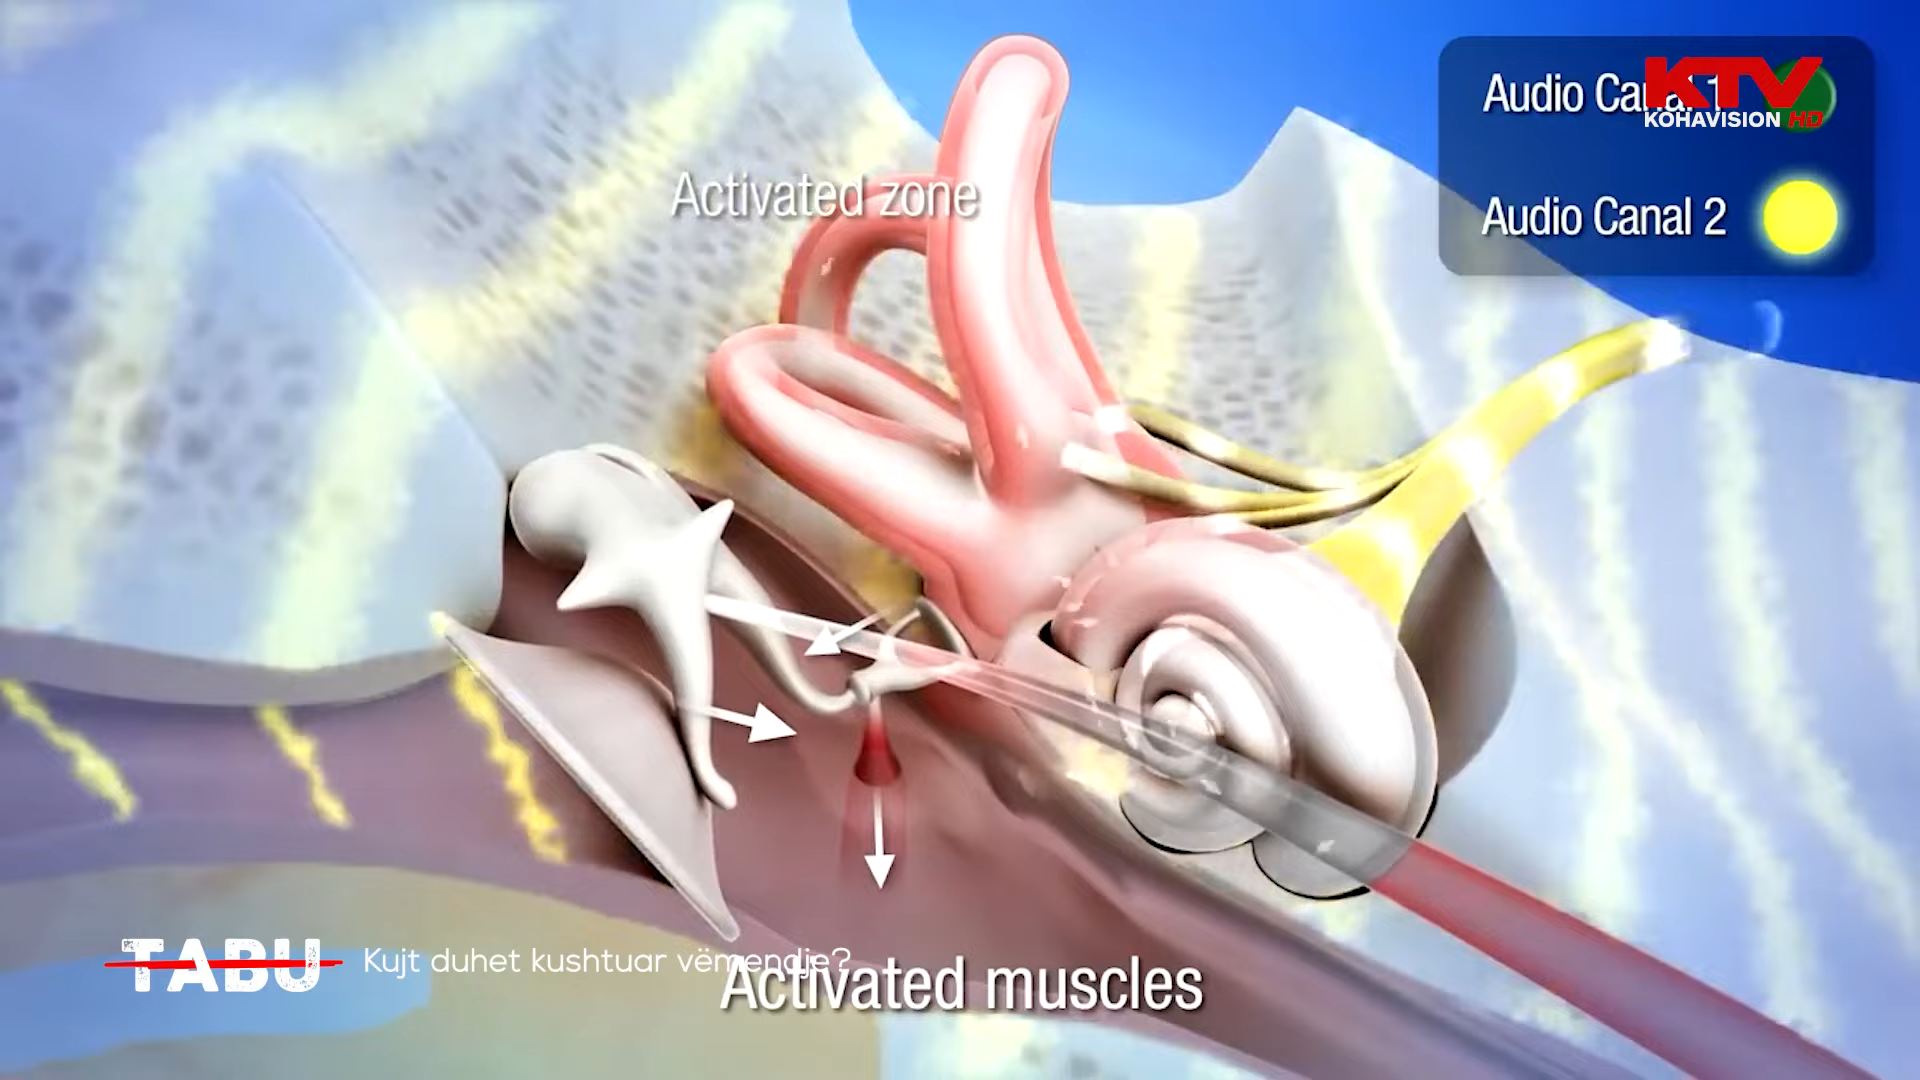 Audio Canal 1
KTV
KOHAVISION HD
Activated zone
Audio Canal 2
TABU
Kujt duhet kushtuar vëmendje?
Activated muscles